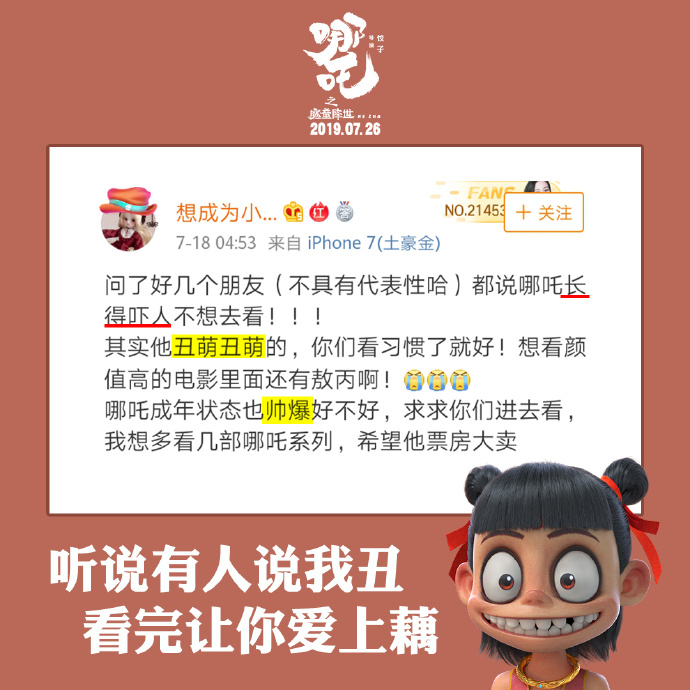 哪吒
之
魔童降世
NE ZHA
导演
饺子
2019.07.26
想成为小...
红
FANS
NO.21453
+ 关注
7-18 04:53 来自 iPhone 7(土豪金)
问了好几个朋友（不具有代表性哈）都说哪吒长
得吓人不想去看！！！
其实他丑萌丑萌的，你们看习惯了就好！想看颜
值高的电影里面还有敖丙啊！😭😭😭
哪吒成年状态也帅爆好不好，求求你们进去看，
我想多看几部哪吒系列，希望他票房大卖
听说有人说我丑
看完让你爱上藕